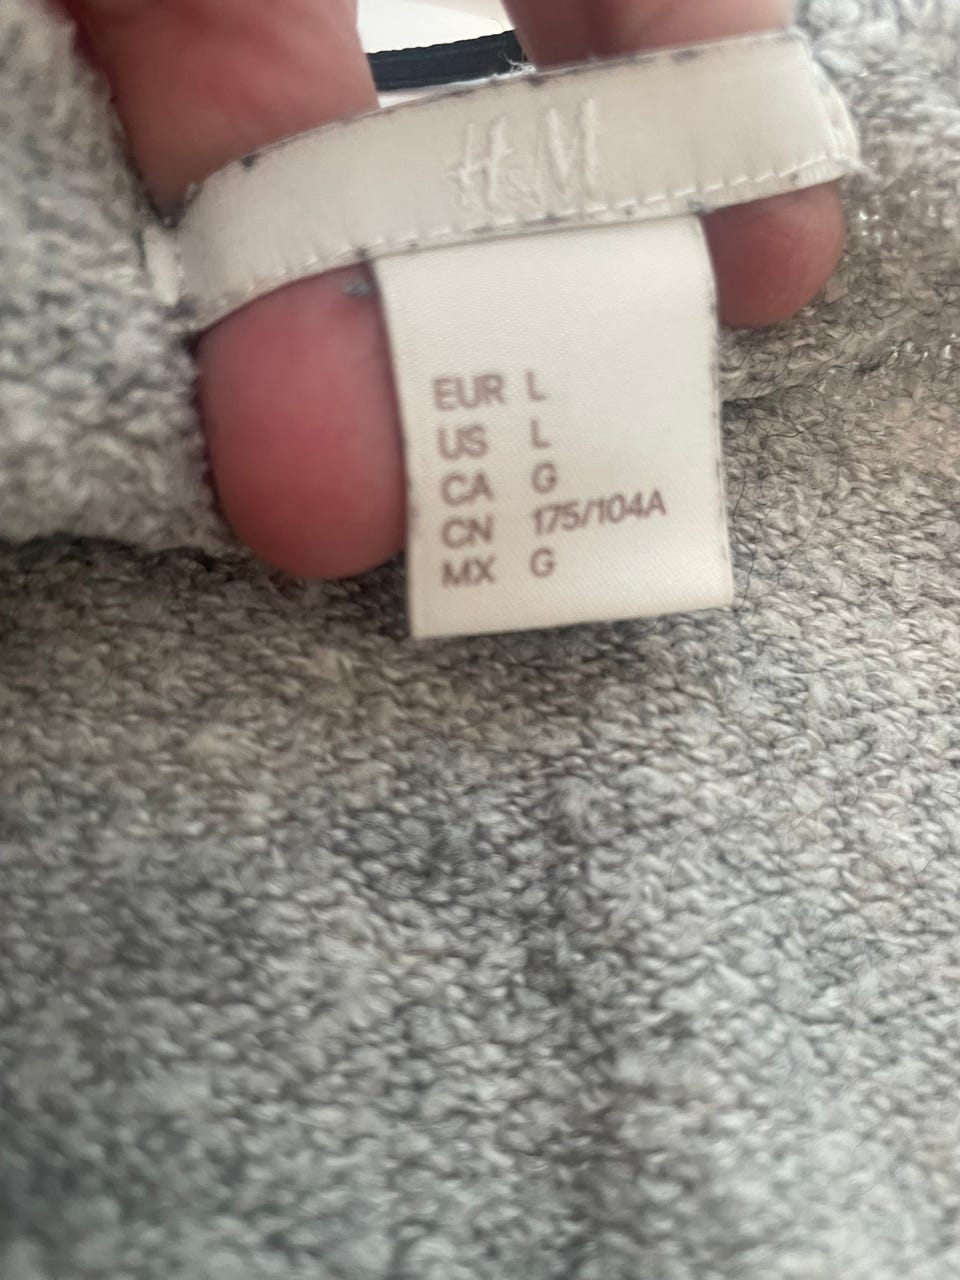 H&M
EUR L
US L
CA G
CN 175/104A
MX G